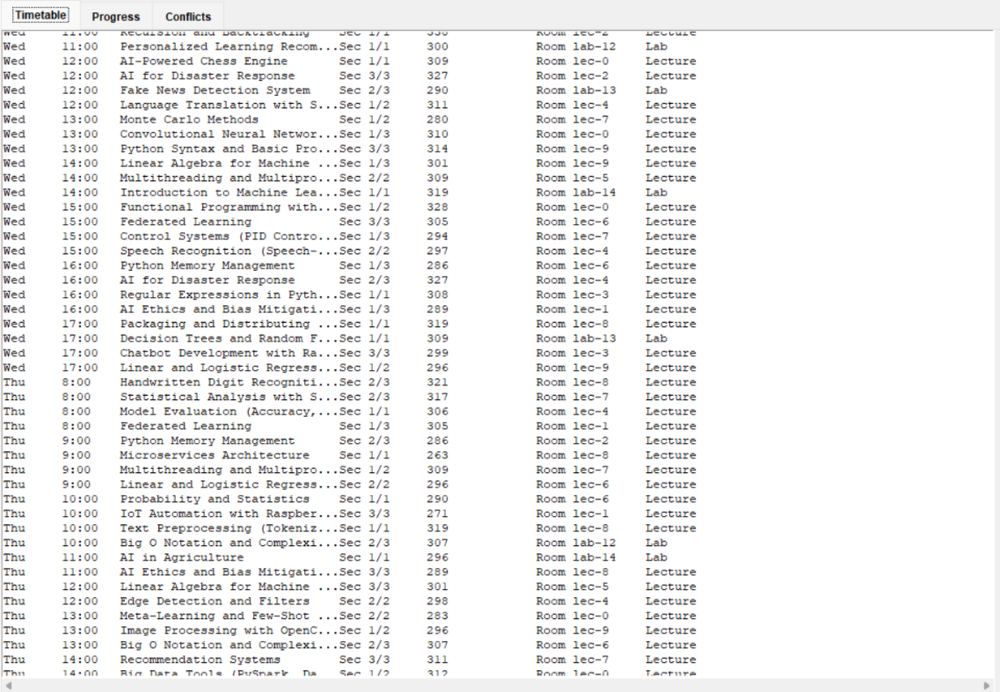 Timetable Progress Conflicts
Wed 11:00 Recursion and Backtracking Sec 1/1 330 Room lec-2 Lecture
Wed 11:00 Personalized Learning Recom...Sec 1/1 300 Room lab-12 Lab
Wed 12:00 AI-Powered Chess Engine Sec 1/1 309 Room lec-0 Lecture
Wed 12:00 AI for Disaster Response Sec 3/3 327 Room lec-2 Lecture
Wed 12:00 Fake News Detection System Sec 2/3 290 Room lab-13 Lab
Wed 12:00 Language Translation with S...Sec 1/2 311 Room lec-4 Lecture
Wed 13:00 Monte Carlo Methods Sec 1/2 280 Room lec-7 Lecture
Wed 13:00 Convolutional Neural Networ...Sec 1/3 310 Room lec-0 Lecture
Wed 13:00 Python Syntax and Basic Pro...Sec 3/3 314 Room lec-9 Lecture
Wed 14:00 Linear Algebra for Machine ...Sec 1/3 301 Room lec-9 Lecture
Wed 14:00 Multithreading and Multipro...Sec 2/2 309 Room lec-5 Lecture
Wed 14:00 Introduction to Machine Lea...Sec 1/1 319 Room lab-14 Lab
Wed 15:00 Functional Programming with...Sec 1/2 328 Room lec-0 Lecture
Wed 15:00 Federated Learning Sec 3/3 305 Room lec-6 Lecture
Wed 15:00 Control Systems (PID Contro...Sec 1/3 294 Room lec-7 Lecture
Wed 15:00 Speech Recognition (Speech-...Sec 2/2 297 Room lec-4 Lecture
Wed 16:00 Python Memory Management Sec 1/3 286 Room lec-6 Lecture
Wed 16:00 AI for Disaster Response Sec 2/3 327 Room lec-4 Lecture
Wed 16:00 Regular Expressions in Pyth...Sec 1/1 308 Room lec-3 Lecture
Wed 16:00 AI Ethics and Bias Mitigati...Sec 1/3 289 Room lec-1 Lecture
Wed 17:00 Packaging and Distributing ...Sec 1/1 319 Room lec-8 Lecture
Wed 17:00 Decision Trees and Random F...Sec 1/1 309 Room lab-13 Lab
Wed 17:00 Chatbot Development with Ra...Sec 3/3 299 Room lec-3 Lecture
Wed 17:00 Linear and Logistic Regress...Sec 1/2 296 Room lec-9 Lecture
Thu 8:00 Handwritten Digit Recogniti...Sec 2/3 321 Room lec-8 Lecture
Thu 8:00 Statistical Analysis with S...Sec 2/3 317 Room lec-7 Lecture
Thu 8:00 Model Evaluation (Accuracy,...Sec 1/1 306 Room lec-4 Lecture
Thu 8:00 Federated Learning Sec 1/3 305 Room lec-1 Lecture
Thu 9:00 Python Memory Management Sec 2/3 286 Room lec-2 Lecture
Thu 9:00 Microservices Architecture Sec 1/1 263 Room lec-8 Lecture
Thu 9:00 Multithreading and Multipro...Sec 1/2 309 Room lec-7 Lecture
Thu 9:00 Linear and Logistic Regress...Sec 2/2 296 Room lec-6 Lecture
Thu 10:00 Probability and Statistics Sec 1/1 290 Room lec-6 Lecture
Thu 10:00 IoT Automation with Raspber...Sec 3/3 271 Room lec-1 Lecture
Thu 10:00 Text Preprocessing (Tokeniz...Sec 1/1 319 Room lec-8 Lecture
Thu 10:00 Big O Notation and Complexi...Sec 2/3 307 Room lab-12 Lab
Thu 11:00 AI in Agriculture Sec 1/1 296 Room lab-14 Lab
Thu 11:00 AI Ethics and Bias Mitigati...Sec 3/3 289 Room lec-8 Lecture
Thu 12:00 Linear Algebra for Machine ...Sec 3/3 301 Room lec-5 Lecture
Thu 12:00 Edge Detection and Filters Sec 2/2 298 Room lec-4 Lecture
Thu 13:00 Meta-Learning and Few-Shot ...Sec 2/2 283 Room lec-0 Lecture
Thu 13:00 Image Processing with OpenC...Sec 1/2 296 Room lec-9 Lecture
Thu 13:00 Big O Notation and Complexi...Sec 2/3 307 Room lec-6 Lecture
Thu 14:00 Recommendation Systems Sec 3/3 311 Room lec-7 Lecture
Thu 14:00 Big Data Tools (PySpark, Da...Sec 1/2 312 Room lec-0 Lecture